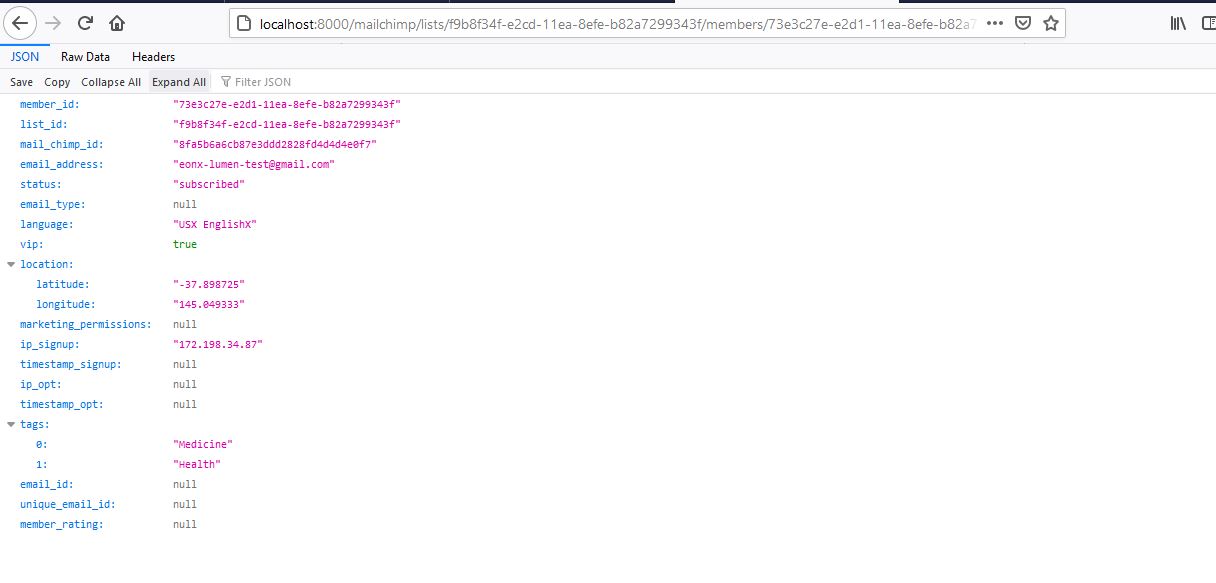 localhost:8000/mailchimp/lists/f9b8f34f-e2cd-11ea-8efe-b82a7299343f/members/73e3c27e-e2d1-11ea-8efe-b82a7
JSON Raw Data Headers
Save Copy Collapse All Expand All Filter JSON
member_id: "73e3c27e-e2d1-11ea-8efe-b82a7299343f"
list_id: "f9b8f34f-e2cd-11ea-8efe-b82a7299343f"
mail_chimp_id: "8fa5b6a6cb87e3ddd2828fd4d4d4e0f7"
email_address: "eonx-lumen-test@gmail.com"
status: "subscribed"
email_type: null
language: "USX EnglishX"
vip: true
location:
latitude: "-37.898725"
longitude: "145.049333"
marketing_permissions: null
ip_signup: "172.198.34.87"
timestamp_signup: null
ip_opt: null
timestamp_opt: null
tags:
0: "Medicine"
1: "Health"
email_id: null
unique_email_id: null
member_rating: null